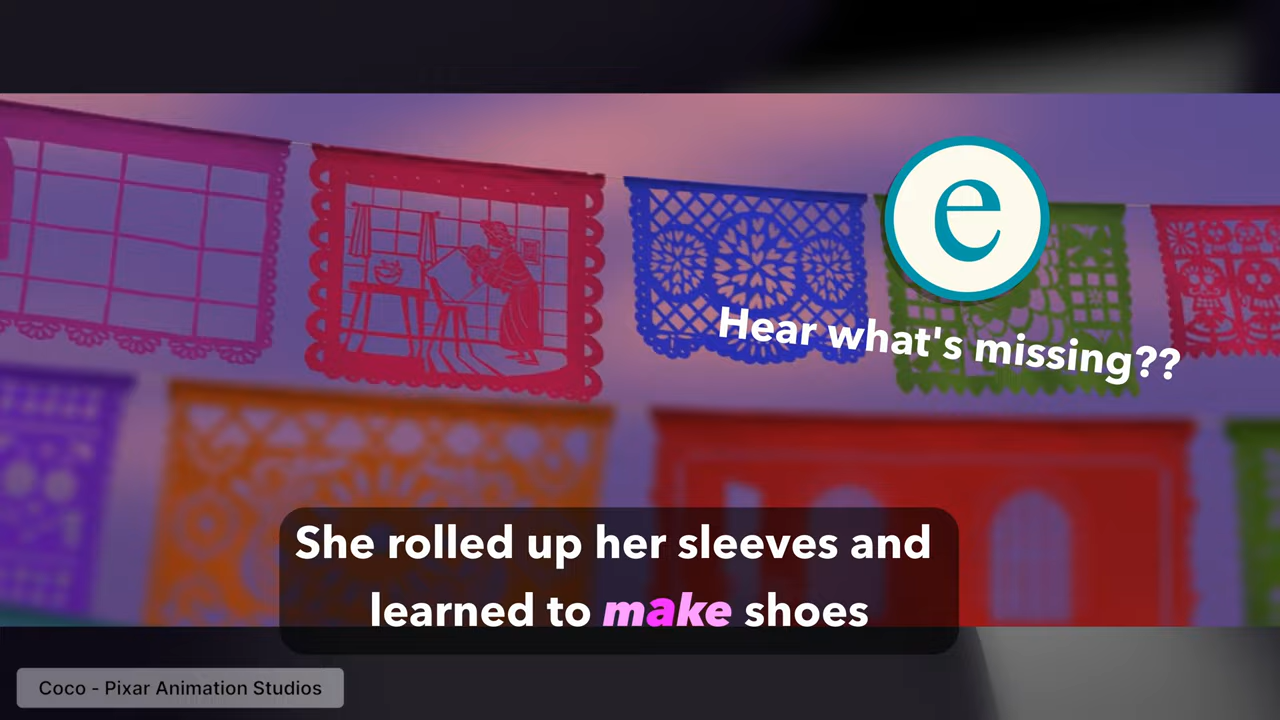 e
Hear what's missing??
She rolled up her sleeves and
learned to make shoes
Coco - Pixar Animation Studios